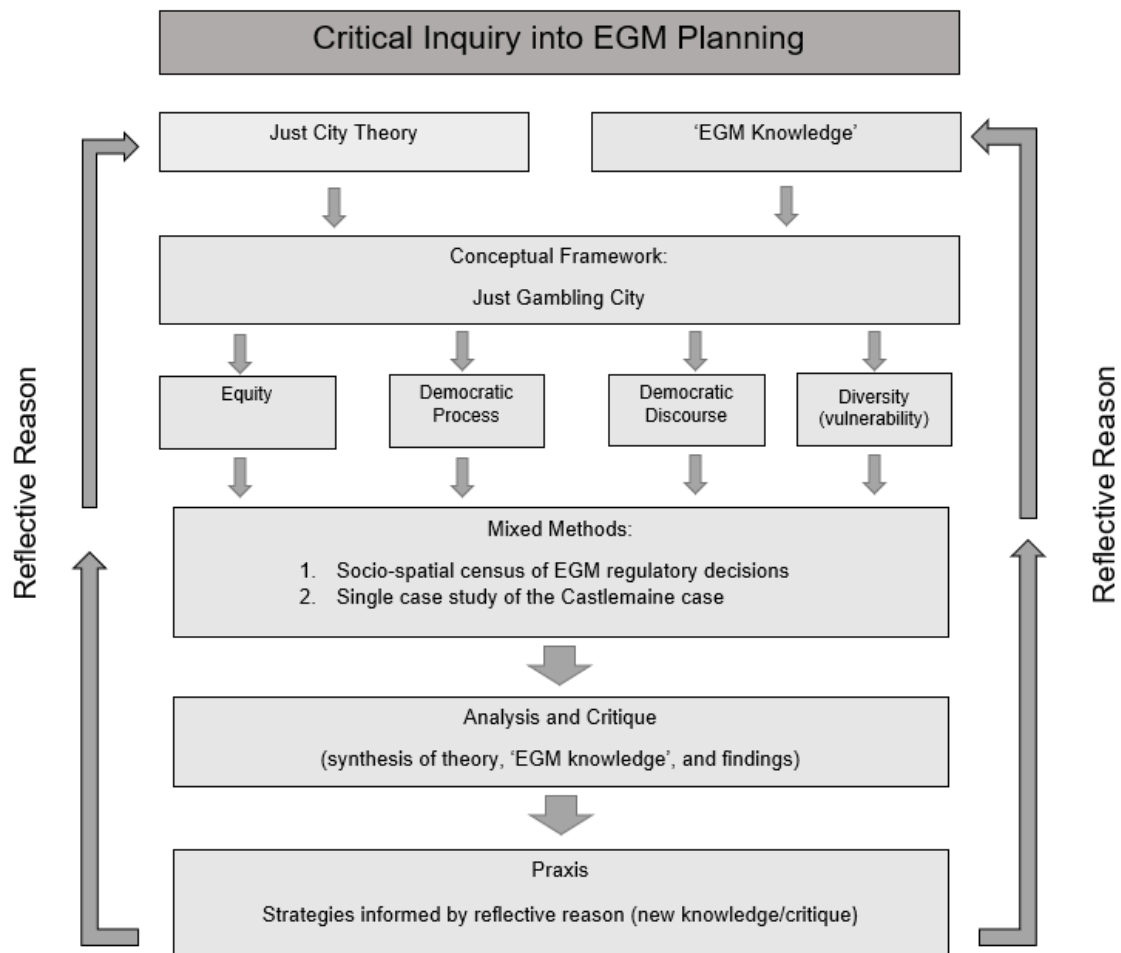 Critical Inquiry into EGM Planning
Just City Theory
‘EGM Knowledge’
Conceptual Framework:
Just Gambling City
Equity
Democratic
Process
Democratic
Discourse
Diversity
(vulnerability)
Reflective Reason
Reflective Reason
Mixed Methods:
1. Socio-spatial census of EGM regulatory decisions
2. Single case study of the Castlemaine case
Analysis and Critique
(synthesis of theory, ‘EGM knowledge’, and findings)
Praxis
Strategies informed by reflective reason (new knowledge/critique)